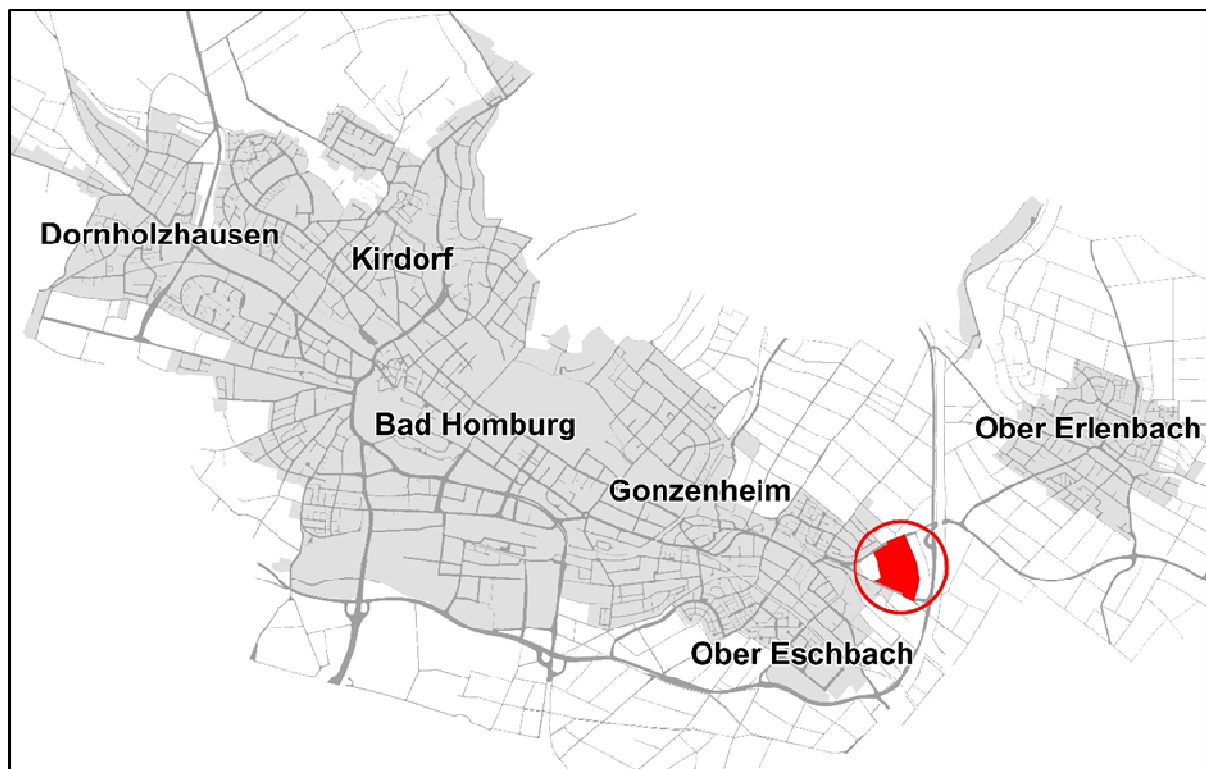 Dornholzhausen
Kirdorf
Bad Homburg
Ober Erlenbach
Gonzenheim
Ober Eschbach